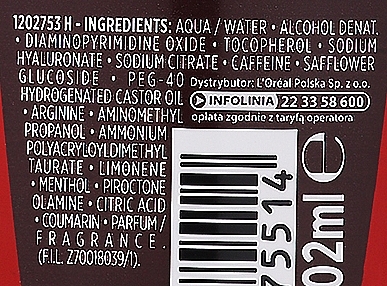 1202753 H - INGREDIENTS: AQUA / WATER • ALCOHOL DENAT.
• DIAMINOPYRIMIDINE OXIDE • TOCOPHEROL • SODIUM
HYALURONATE • SODIUM CITRATE • CAFFEINE • SAFFLOWER
GLUCOSIDE • PEG-40
HYDROGENATED CASTOR OIL
• ARGININE • AMINOMETHYL
PROPANOL • AMMONIUM
POLYACRYLOYLDIMETHYL
TAURATE • LIMONENE
• MENTHOL • PIROCTONE
OLAMINE • CITRIC ACID
• COUMARIN • PARFUM /
FRAGRANCE.
(F.I.L. Z70018039/1).
Dystrybutor: L'Oréal Polska Sp. z o.o.
INFOLINIA 22 33 58 600
opłata zgodnie z taryfą operatora
75514
02ml e